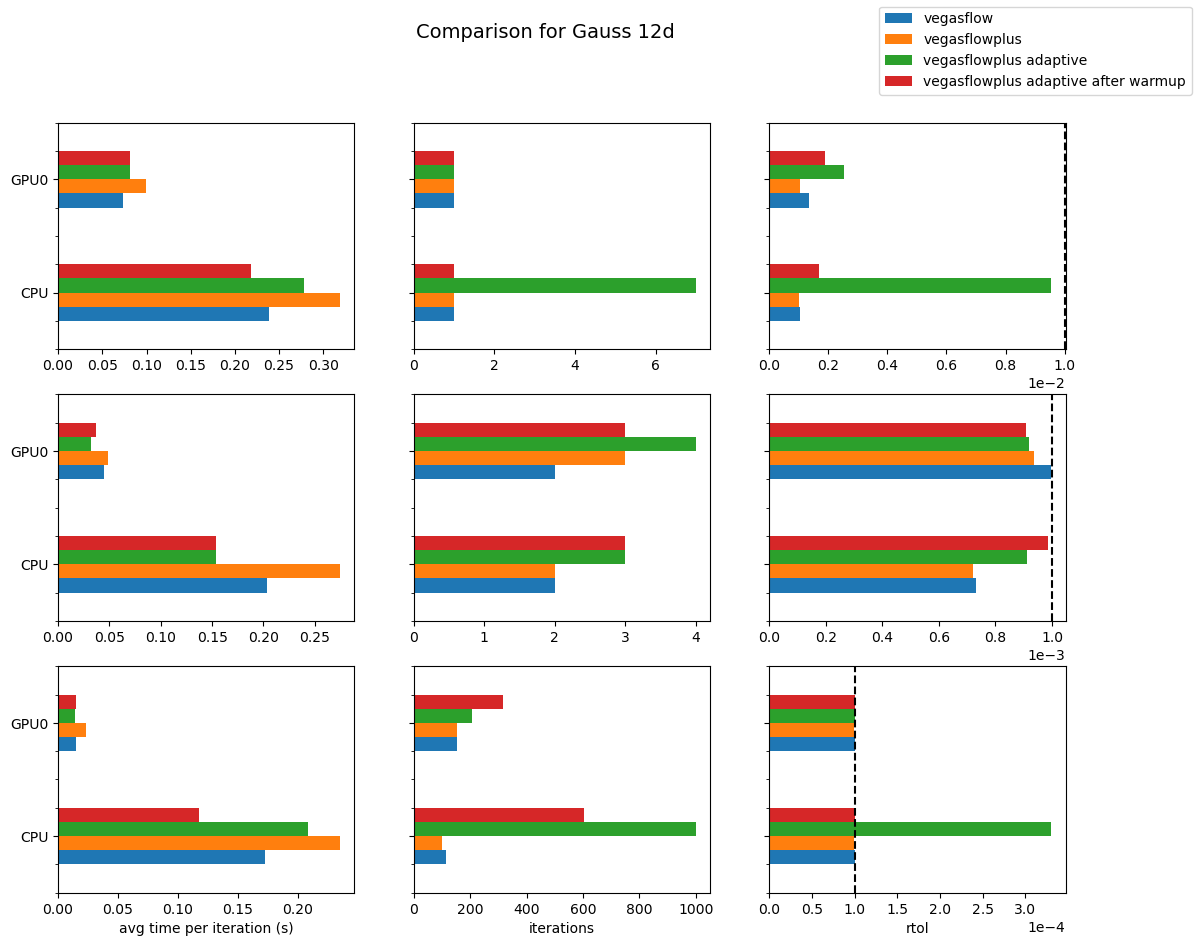 Comparison for Gauss 12d
vegasflow
vegasflowplus
vegasflowplus adaptive
vegasflowplus adaptive after warmup
GPU0
CPU
0.00 0.05 0.10 0.15 0.20 0.25 0.30
0 2 4 6
0.0 0.2 0.4 0.6 0.8 1.0
1e−2
GPU0
CPU
0.00 0.05 0.10 0.15 0.20 0.25
0 1 2 3 4
0.0 0.2 0.4 0.6 0.8 1.0
1e−3
GPU0
CPU
0.00 0.05 0.10 0.15 0.20
0 200 400 600 800 1000
0.0 0.5 1.0 1.5 2.0 2.5 3.0
1e−4
avg time per iteration (s)
iterations
rtol